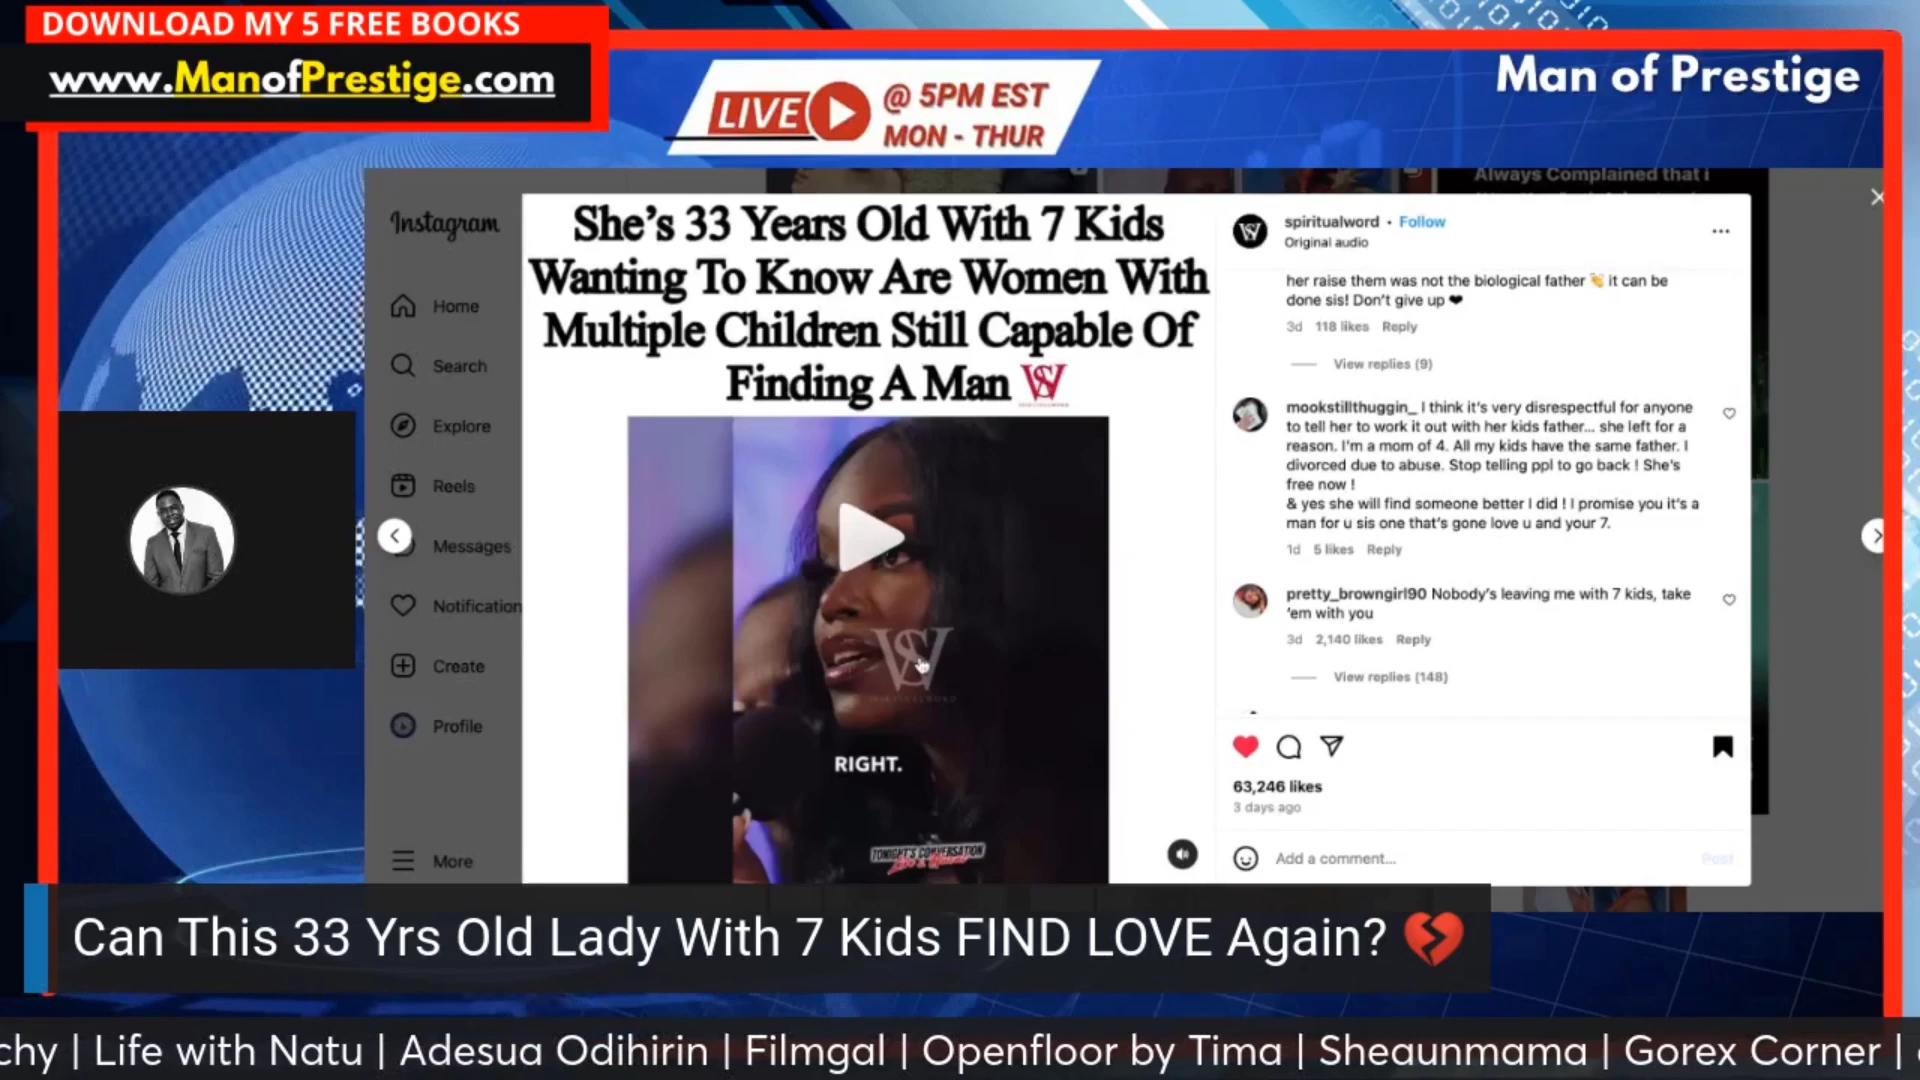 DOWNLOAD MY 5 FREE BOOKS
www.ManofPrestige.com
LIVE
@ 5PM EST
MON - THUR
Man of Prestige
Always Complained that i
Instagram
Home
Search
Explore
Reels
Messages
Notification
Create
Profile
More
She's 33 Years Old With 7 Kids
Wanting To Know Are Women With
Multiple Children Still Capable Of
Finding A Man
RIGHT.
TONIGHT'S CONVERSATION
spiritualword • Follow
Original audio
her raise them was not the biological father 👏 it can be
done sis! Don't give up ❤
3d 118 likes Reply
View replies (9)
mookstillthuggin_ I think it's very disrespectful for anyone
to tell her to work it out with her kids father... she left for a
reason. I'm a mom of 4. All my kids have the same father. I
divorced due to abuse. Stop telling ppl to go back ! She's
free now !
& yes she will find someone better I did ! I promise you it's a
man for u sis one that's gone love u and your 7.
1d 5 likes Reply
pretty_browngirl90 Nobody's leaving me with 7 kids, take
'em with you
3d 2,140 likes Reply
View replies (148)
63,246 likes
3 days ago
Add a comment...
Post
Can This 33 Yrs Old Lady With 7 Kids FIND LOVE Again? 💔
chy | Life with Natu | Adesua Odihirin | Filmgal | Openfloor by Tima | Sheaunmama | Gorex Corner |